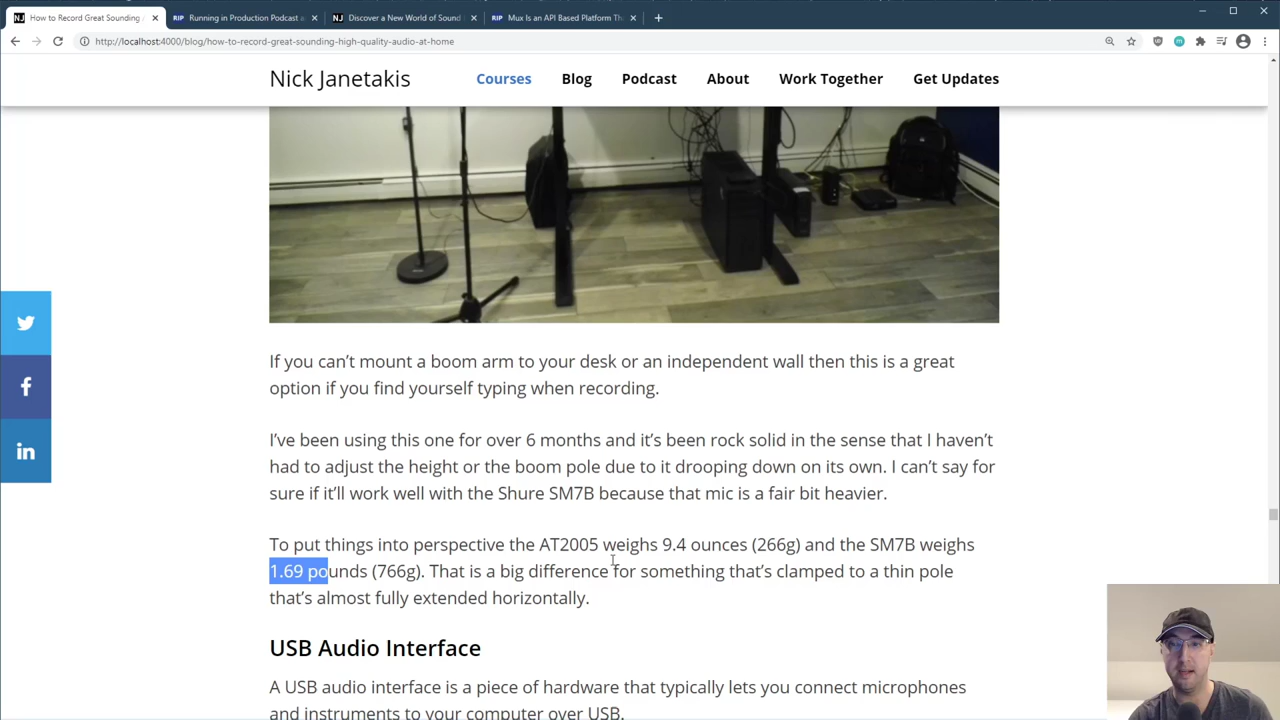 How to Record Great Sounding
Running in Production Podcast a
Discover a New World of Sound
Mux Is an API Based Platform Th
http://localhost:4000/blog/how-to-record-great-sounding-high-quality-audio-at-home
Nick Janetakis
Courses
Blog
Podcast
About
Work Together
Get Updates
If you can’t mount a boom arm to your desk or an independent wall then this is a great
option if you find yourself typing when recording.
I’ve been using this one for over 6 months and it’s been rock solid in the sense that I haven’t
had to adjust the height or the boom pole due to it drooping down on its own. I can’t say for
sure if it’ll work well with the Shure SM7B because that mic is a fair bit heavier.
To put things into perspective the AT2005 weighs 9.4 ounces (266g) and the SM7B weighs
1.69 pounds (766g). That is a big difference for something that’s clamped to a thin pole
that’s almost fully extended horizontally.
USB Audio Interface
A USB audio interface is a piece of hardware that typically lets you connect microphones
and instruments to your computer over USB.